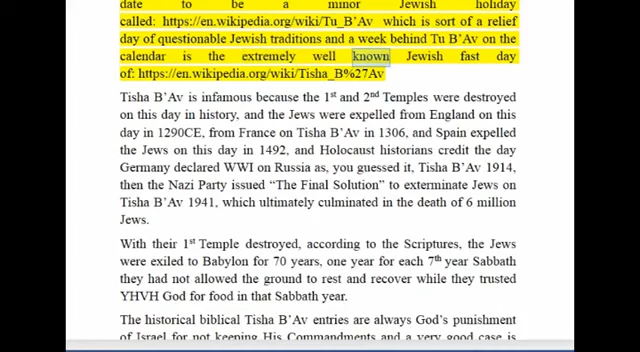 date to be a minor Jewish holiday
called: https://en.wikipedia.org/wiki/Tu_B'Av which is sort of a relief
day of questionable Jewish traditions and a week behind Tu B'Av on the
calendar is the extremely well known Jewish fast day
of: https://en.wikipedia.org/wiki/Tisha_B%27Av
Tisha B'Av is infamous because the 1st and 2nd Temples were destroyed
on this day in history, and the Jews were expelled from England on this
day in 1290CE, from France on Tisha B'Av in 1306, and Spain expelled
the Jews on this day in 1492, and Holocaust historians credit the day
Germany declared WWI on Russia as, you guessed it, Tisha B'Av 1914,
then the Nazi Party issued "The Final Solution" to exterminate Jews on
Tisha B'Av 1941, which ultimately culminated in the death of 6 million
Jews.
With their 1st Temple destroyed, according to the Scriptures, the Jews
were exiled to Babylon for 70 years, one year for each 7th year Sabbath
they had not allowed the ground to rest and recover while they trusted
YHVH God for food in that Sabbath year.
The historical biblical Tisha B'Av entries are always God's punishment
of Israel for not keeping His Commandments and a very good case is